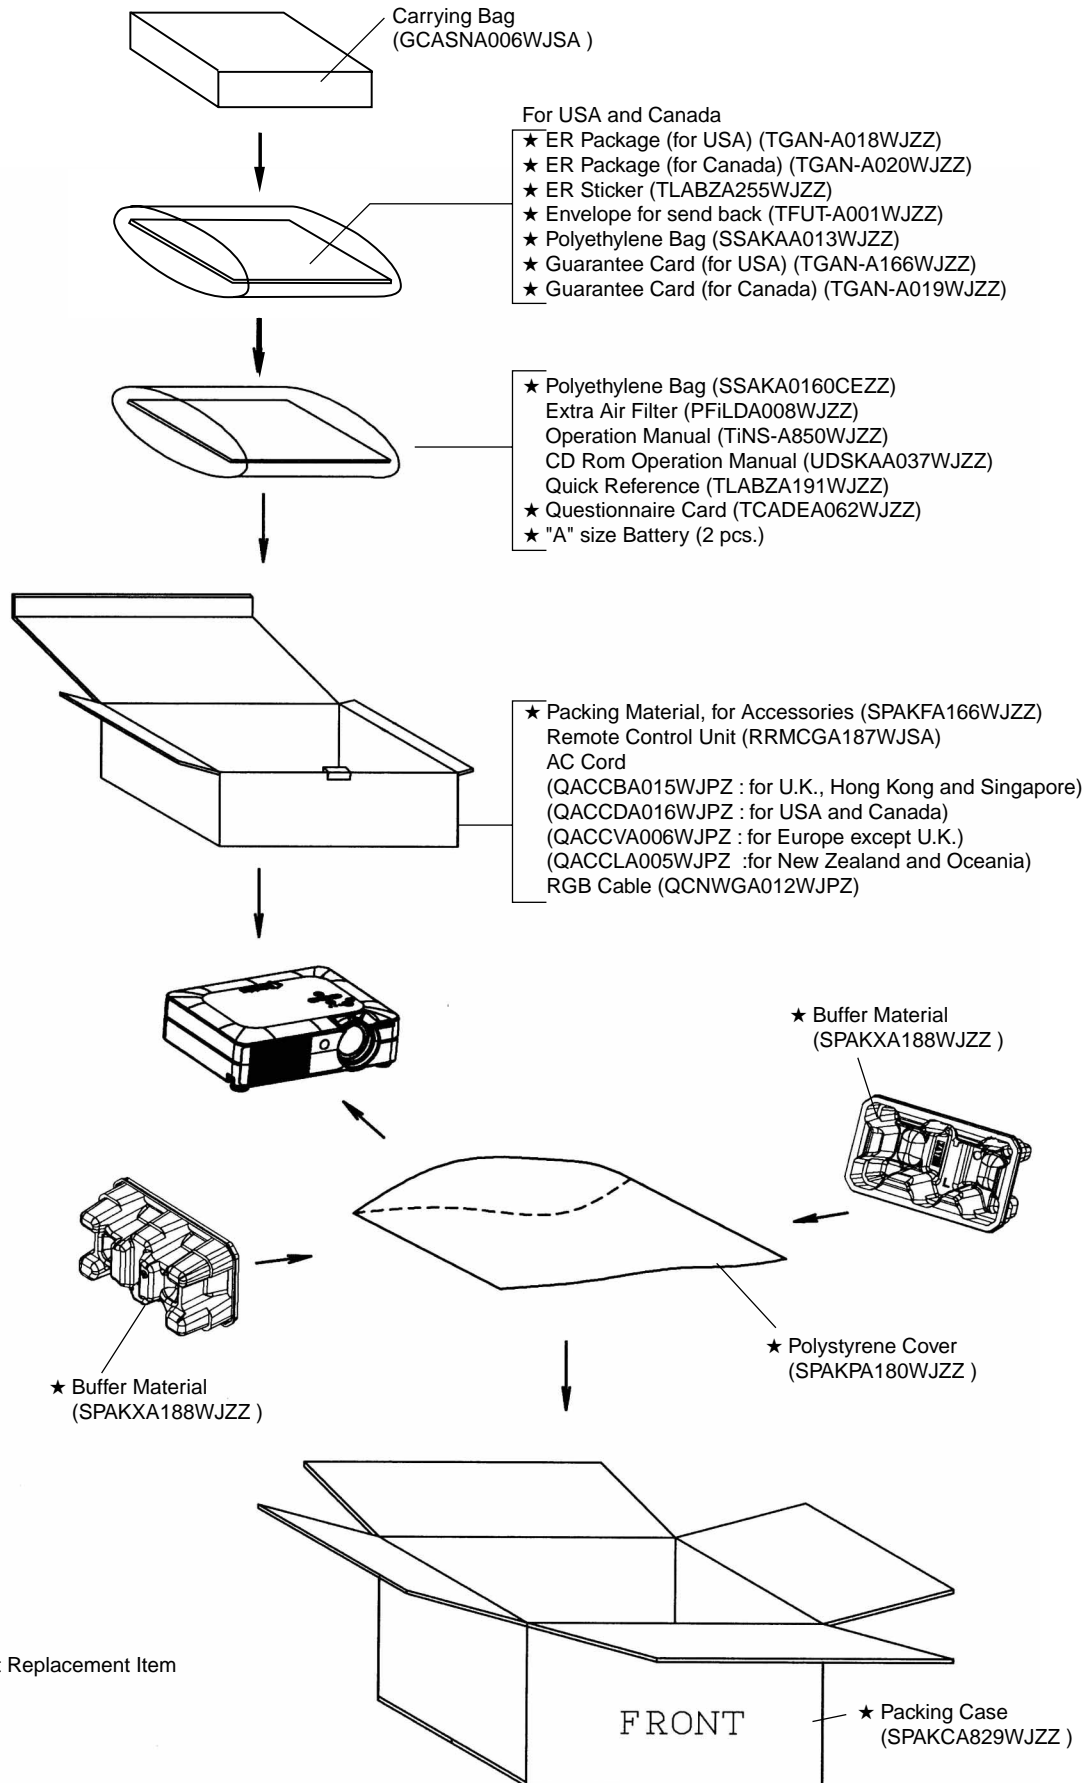 Carrying Bag
(GCASNA006WJSA )
For USA and Canada
★ ER Package (for USA) (TGAN-A018WJZZ)
★ ER Package (for Canada) (TGAN-A020WJZZ)
★ ER Sticker (TLABZA255WJZZ)
★ Envelope for send back (TFUT-A001WJZZ)
★ Polyethylene Bag (SSAKAA013WJZZ)
★ Guarantee Card (for USA) (TGAN-A166WJZZ)
★ Guarantee Card (for Canada) (TGAN-A019WJZZ)
★ Polyethylene Bag (SSAKA0160CEZZ)
Extra Air Filter (PFiLDA008WJZZ)
Operation Manual (TiNS-A850WJZZ)
CD Rom Operation Manual (UDSKAA037WJZZ)
Quick Reference (TLABZA191WJZZ)
★ Questionnaire Card (TCADEA062WJZZ)
★ "A" size Battery (2 pcs.)
★ Packing Material, for Accessories (SPAKFA166WJZZ)
Remote Control Unit (RRMCGA187WJSA)
AC Cord
(QACCBA015WJPZ : for U.K., Hong Kong and Singapore)
(QACCDA016WJPZ : for USA and Canada)
(QACCVA006WJPZ : for Europe except U.K.)
(QACCLA005WJPZ  :for New Zealand and Oceania)
RGB Cable (QCNWGA012WJPZ)
★ Buffer Material
(SPAKXA188WJZZ )
L
★ Polystyrene Cover
(SPAKPA180WJZZ )
★ Buffer Material
(SPAKXA188WJZZ )
Replacement Item
FRONT
★ Packing Case
(SPAKCA829WJZZ )